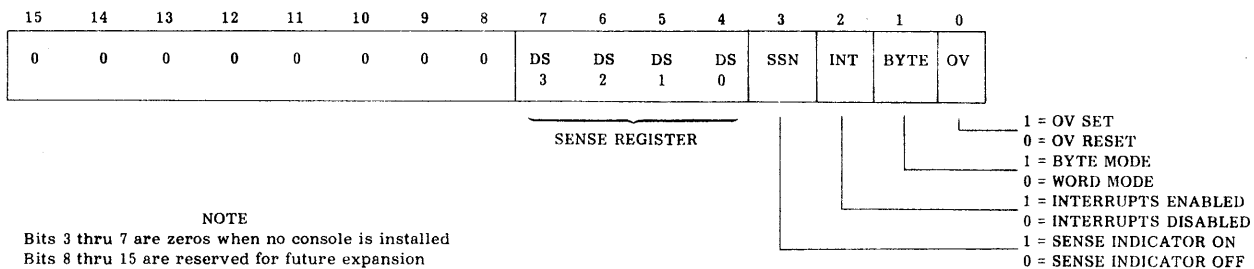 15 14 13 12 11 10 9 8 7 6 5 4 3 2 1 0
0 0 0 0 0 0 0 0 DS DS DS DS SSN INT BYTE OV
3 2 1 0
SENSE REGISTER
1 = OV SET
0 = OV RESET
1 = BYTE MODE
0 = WORD MODE
1 = INTERRUPTS ENABLED
0 = INTERRUPTS DISABLED
1 = SENSE INDICATOR ON
0 = SENSE INDICATOR OFF
NOTE
Bits 3 thru 7 are zeros when no console is installed
Bits 8 thru 15 are reserved for future expansion